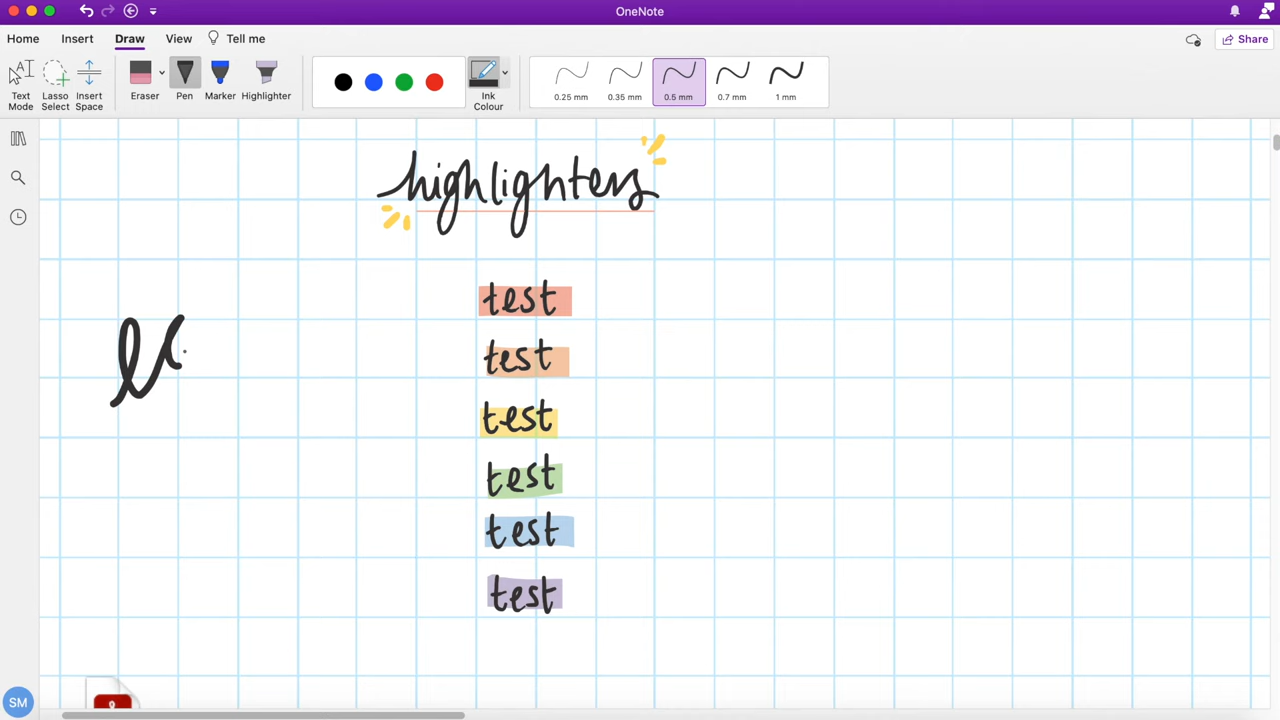 OneNote
Home Insert Draw View Tell me
Share
Text Mode
Lasso Select
Insert Space
Eraser
Pen
Marker
Highlighter
Ink Colour
0.25 mm
0.35 mm
0.5 mm
0.7 mm
1 mm
highlighters
test
test
test
test
test
test
SM